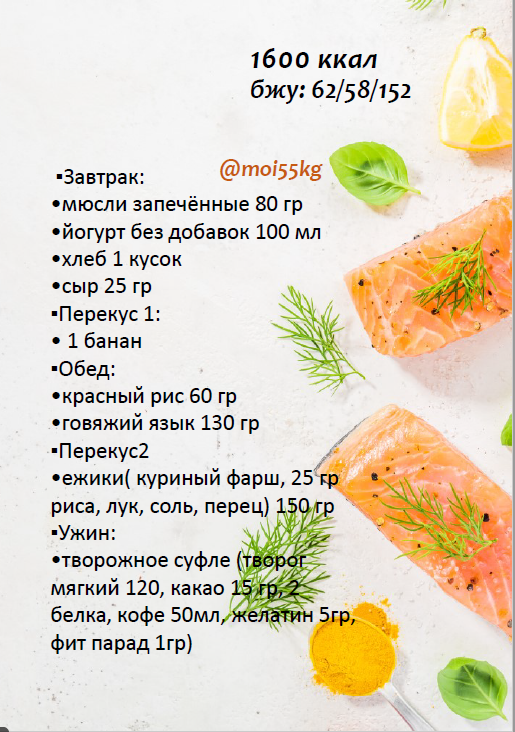 1600 ккал
бжу: 62/58/152
@moi55kg
▪Завтрак:
•мюсли запечённые 80 гр
•йогурт без добавок 100 мл
•хлеб 1 кусок
•сыр 25 гр
▪Перекус 1:
• 1 банан
▪Обед:
•красный рис 60 гр
•говяжий язык 130 гр
▪Перекус2
•ежики( куриный фарш, 25 гр
риса, лук, соль, перец) 150 гр
▪Ужин:
•творожное суфле (творог
мягкий 120, какао 15 гр, 2
белка, кофе 50мл, желатин 5гр,
фит парад 1гр)